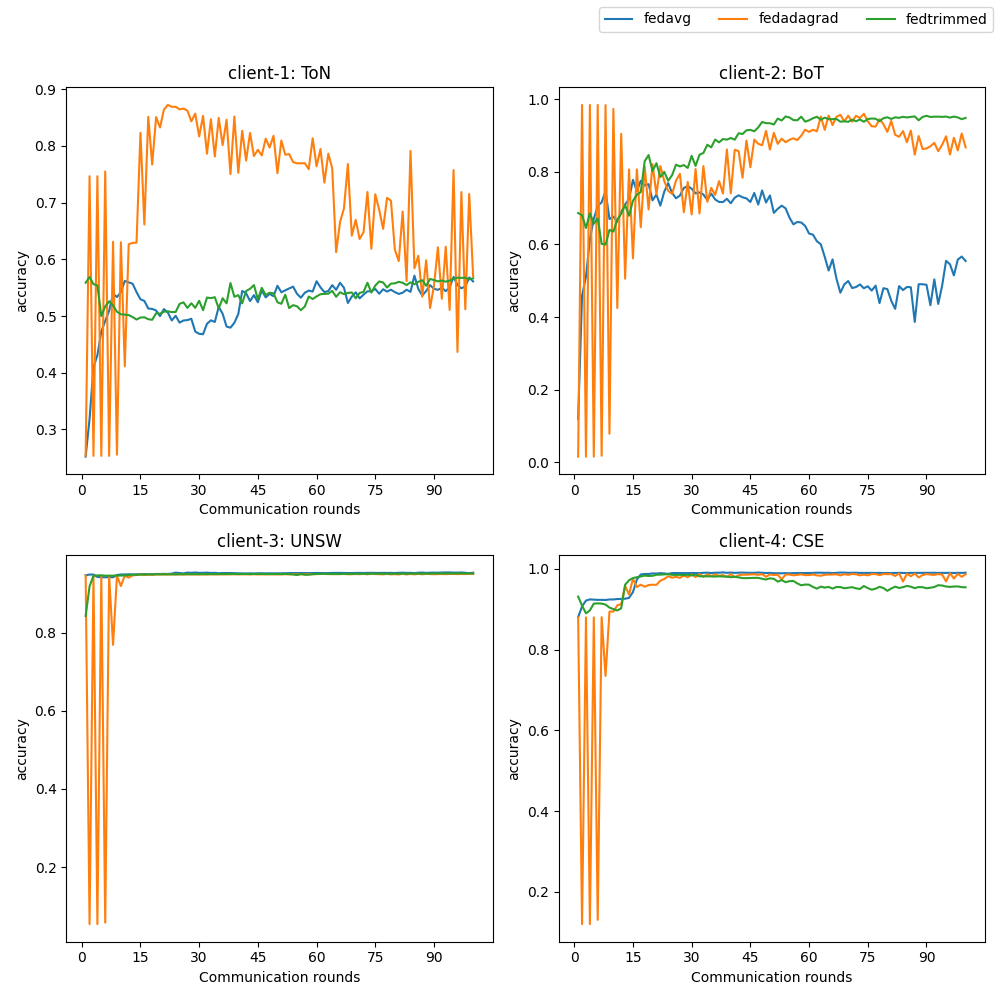 fedavg fedadagrad fedtrimmed
client-1: ToN
accuracy
0.9
0.8
0.7
0.6
0.5
0.4
0.3
0 15 30 45 60 75 90
Communication rounds
client-2: BoT
accuracy
1.0
0.8
0.6
0.4
0.2
0.0
0 15 30 45 60 75 90
Communication rounds
client-3: UNSW
accuracy
0.8
0.6
0.4
0.2
0 15 30 45 60 75 90
Communication rounds
client-4: CSE
accuracy
1.0
0.8
0.6
0.4
0.2
0 15 30 45 60 75 90
Communication rounds